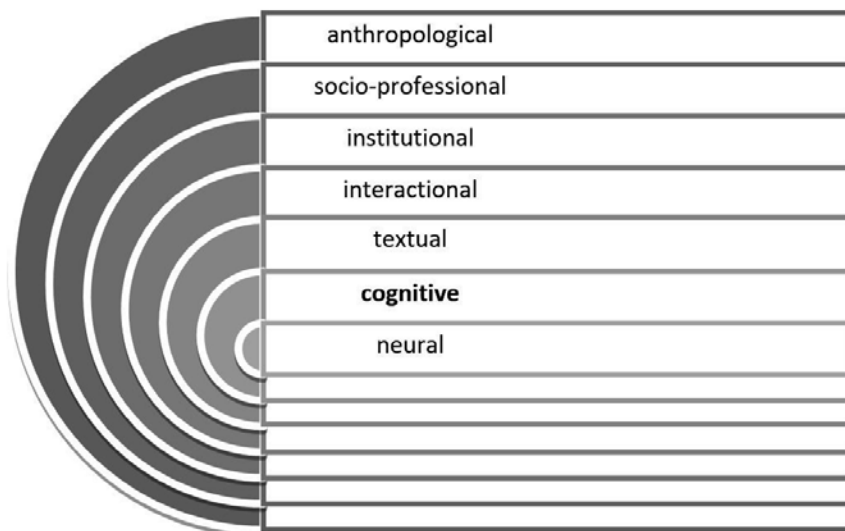 anthropological
socio-professional
institutional
interactional
textual
cognitive
neural